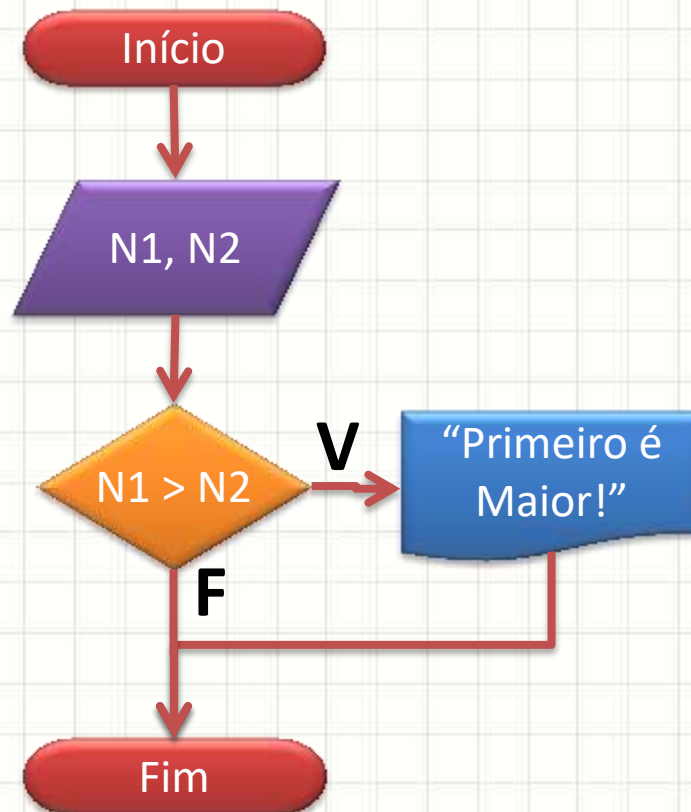 Início
N1, N2
N1 > N2
V
“Primeiro é
Maior!”
F
Fim